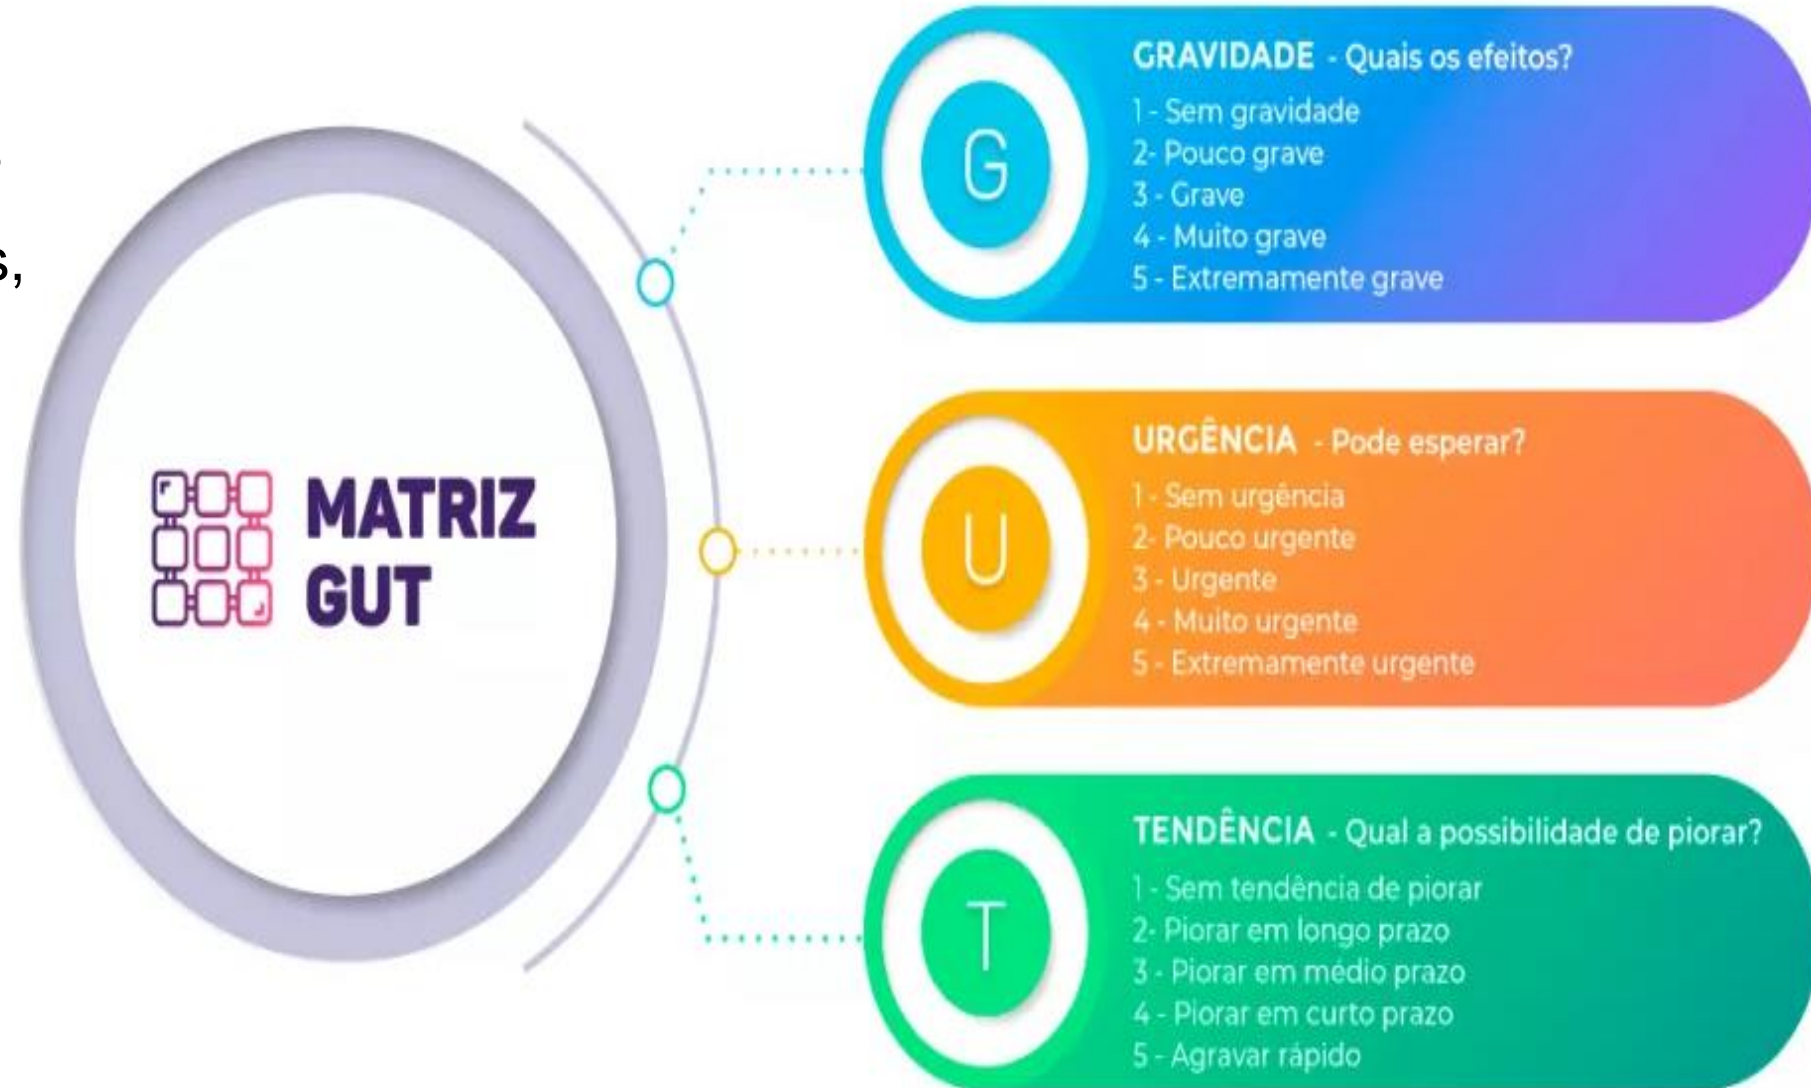 s,
MATRIZ
GUT
G
GRAVIDADE - Quais os efeitos?
1 - Sem gravidade
2- Pouco grave
3 - Grave
4 - Muito grave
5 - Extremamente grave
U
URGÊNCIA - Pode esperar?
1 - Sem urgência
2- Pouco urgente
3 - Urgente
4 - Muito urgente
5 - Extremamente urgente
T
TENDÊNCIA - Qual a possibilidade de piorar?
1 - Sem tendência de piorar
2- Piorar em longo prazo
3 - Piorar em médio prazo
4 - Piorar em curto prazo
5 - Agravar rápido